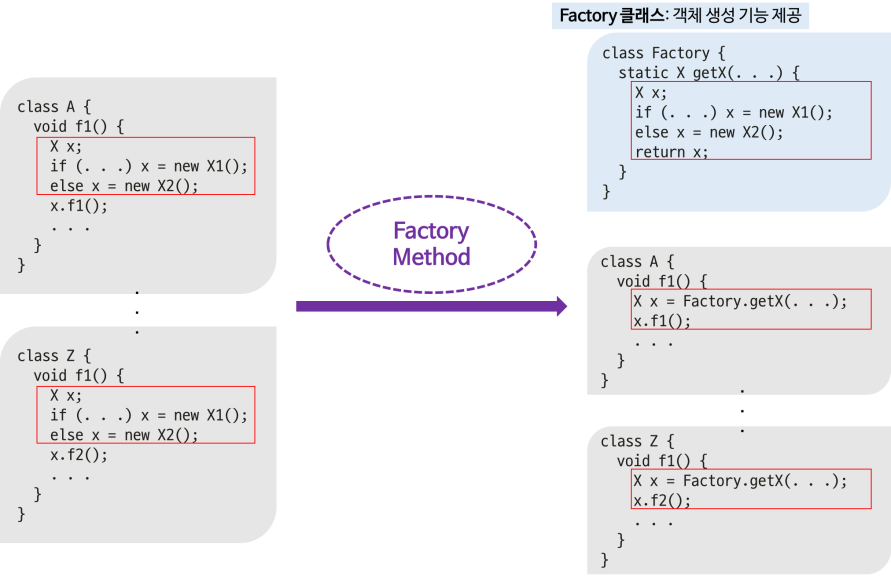 Factory 클래스: 객체 생성 기능 제공
class A {
void f1() {
X x;
if (. . .) x = new X1();
else x = new X2();
x.f1();
. . .
}
}
.
.
.
class Z {
void f1() {
X x;
if (. . .) x = new X1();
else x = new X2();
x.f2();
. . .
}
}
Factory
Method
class Factory {
static X getX(. . .) {
X x;
if (. . .) x = new X1();
else x = new X2();
return x;
}
}
class A {
void f1() {
X x = Factory.getX(. . .);
x.f1();
. . .
}
}
.
.
.
class Z {
void f1() {
X x = Factory.getX(. . .);
x.f2();
. . .
}
}